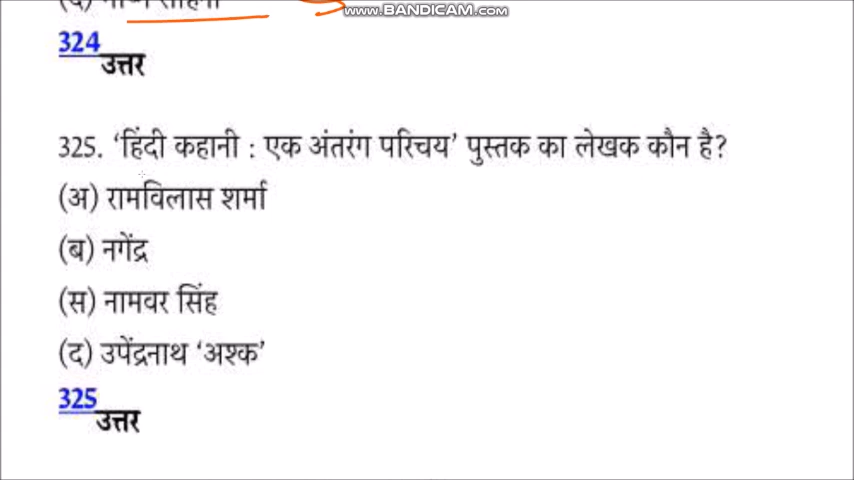 www.BANDICAM.com
324
उत्तर
325. ‘हिंदी कहानी : एक अंतरंग परिचय’ पुस्तक का लेखक कौन है?
(अ) रामविलास शर्मा
(ब) नगेंद्र
(स) नामवर सिंह
(द) उपेंद्रनाथ ‘अश्क’
325
उत्तर